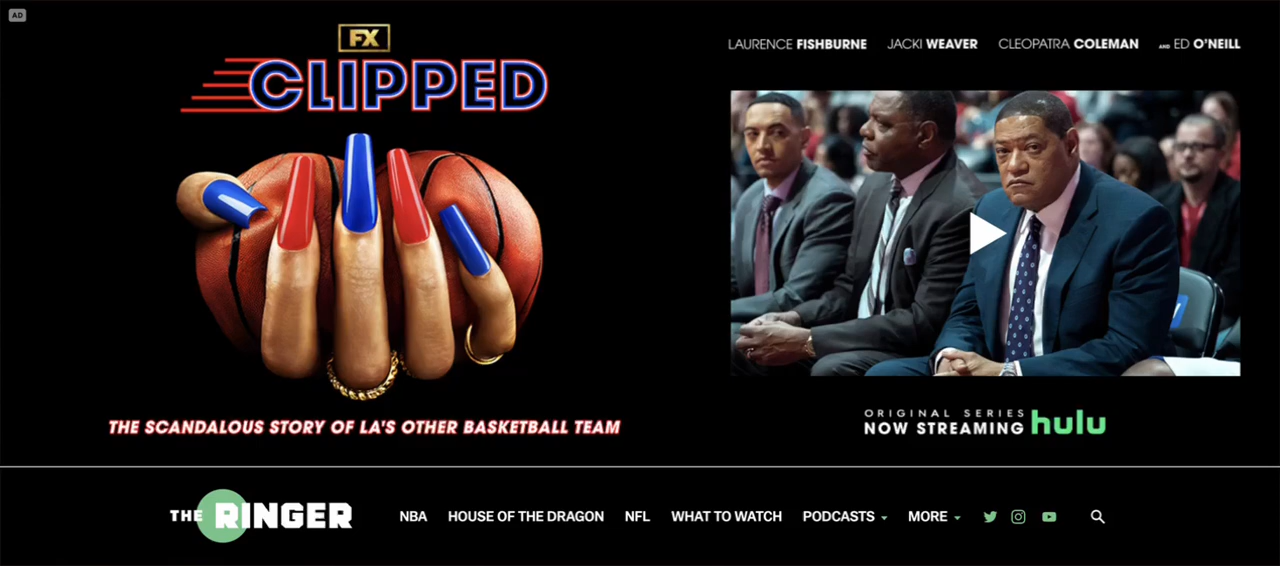 AD
FX
CLIPPED
THE SCANDALOUS STORY OF LA'S OTHER BASKETBALL TEAM
LAURENCE FISHBURNE JACKI WEAVER CLEOPATRA COLEMAN AND ED O'NEILL
ORIGINAL SERIES
NOW STREAMING hulu
THE RINGER NBA HOUSE OF THE DRAGON NFL WHAT TO WATCH PODCASTS MORE